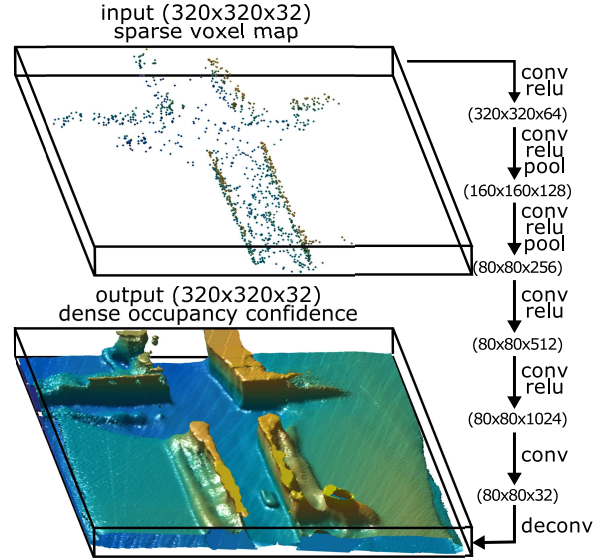 input (320x320x32)
sparse voxel map
conv
relu
(320x320x64)
conv
relu
pool
(160x160x128)
conv
relu
pool
(80x80x256)
conv
relu
(80x80x512)
conv
relu
(80x80x1024)
conv
(80x80x32)
deconv
output (320x320x32)
dense occupancy confidence